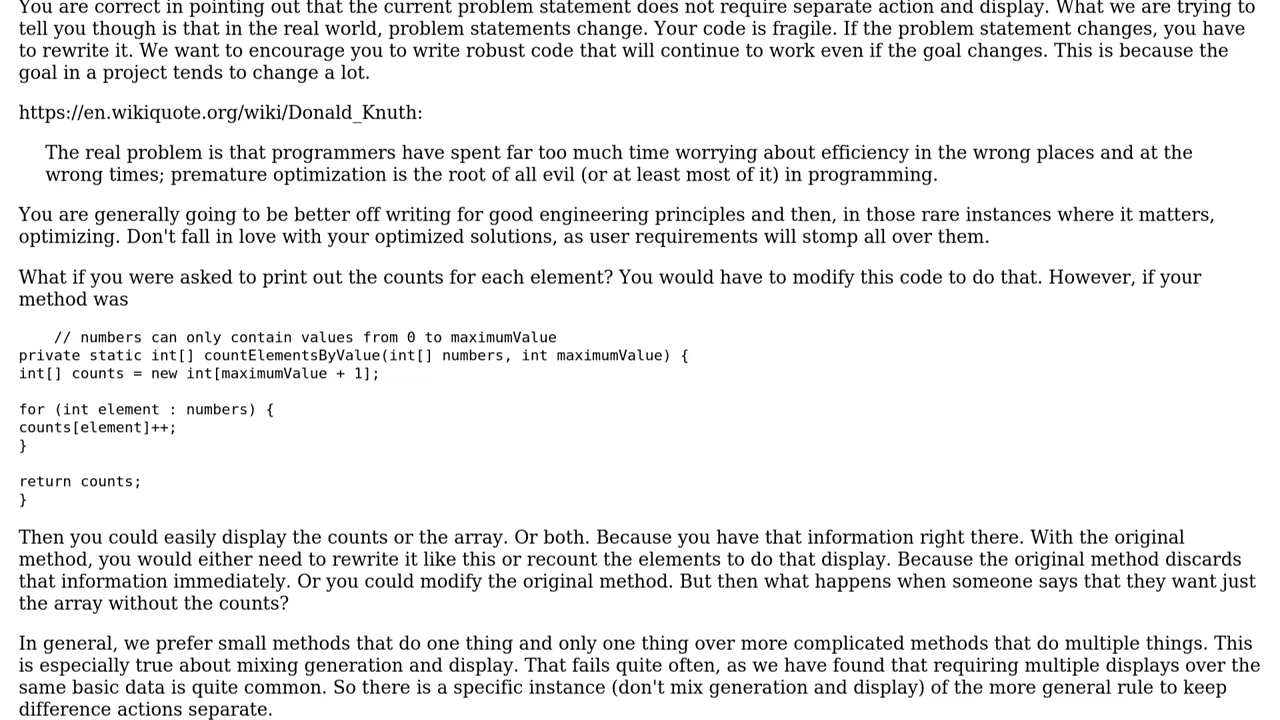 You are correct in pointing out that the current problem statement does not require separate action and display. What we are trying to
tell you though is that in the real world, problem statements change. Your code is fragile. If the problem statement changes, you have
to rewrite it. We want to encourage you to write robust code that will continue to work even if the goal changes. This is because the
goal in a project tends to change a lot.
https://en.wikiquote.org/wiki/Donald_Knuth:
The real problem is that programmers have spent far too much time worrying about efficiency in the wrong places and at the
wrong times; premature optimization is the root of all evil (or at least most of it) in programming.
You are generally going to be better off writing for good engineering principles and then, in those rare instances where it matters,
optimizing. Don't fall in love with your optimized solutions, as user requirements will stomp all over them.
What if you were asked to print out the counts for each element? You would have to modify this code to do that. However, if your
method was
// numbers can only contain values from 0 to maximumValue
private static int[] countElementsByValue(int[] numbers, int maximumValue) {
int[] counts = new int[maximumValue + 1];
for (int element : numbers) {
counts[element]++;
}
return counts;
}
Then you could easily display the counts or the array. Or both. Because you have that information right there. With the original
method, you would either need to rewrite it like this or recount the elements to do that display. Because the original method discards
that information immediately. Or you could modify the original method. But then what happens when someone says that they want just
the array without the counts?
In general, we prefer small methods that do one thing and only one thing over more complicated methods that do multiple things. This
is especially true about mixing generation and display. That fails quite often, as we have found that requiring multiple displays over the
same basic data is quite common. So there is a specific instance (don't mix generation and display) of the more general rule to keep
difference actions separate.